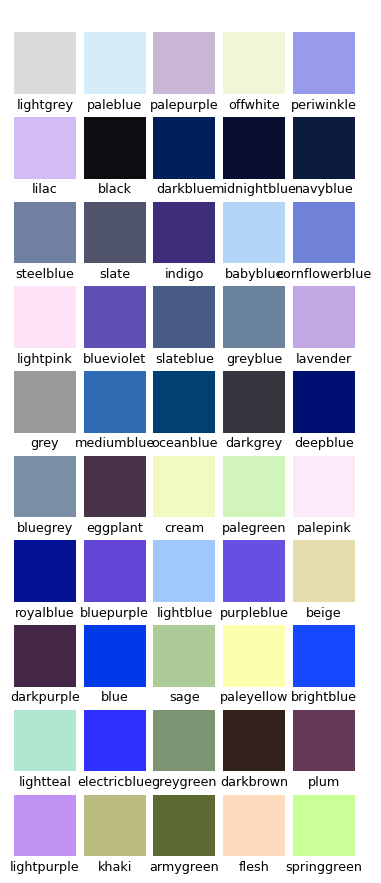 lightgrey paleblue palepurple offwhite periwinkle
lilac black darkblue midnightblue navyblue
steelblue slate indigo babyblue cornflowerblue
lightpink blueviolet slateblue greyblue lavender
grey mediumblue oceanblue darkgrey deepblue
bluegrey eggplant cream palegreen palepink
royalblue bluepurple lightblue purpleblue beige
darkpurple blue sage paleyellow brightblue
lightteal electricblue greygreen darkbrown plum
lightpurple khaki armygreen flesh springgreen